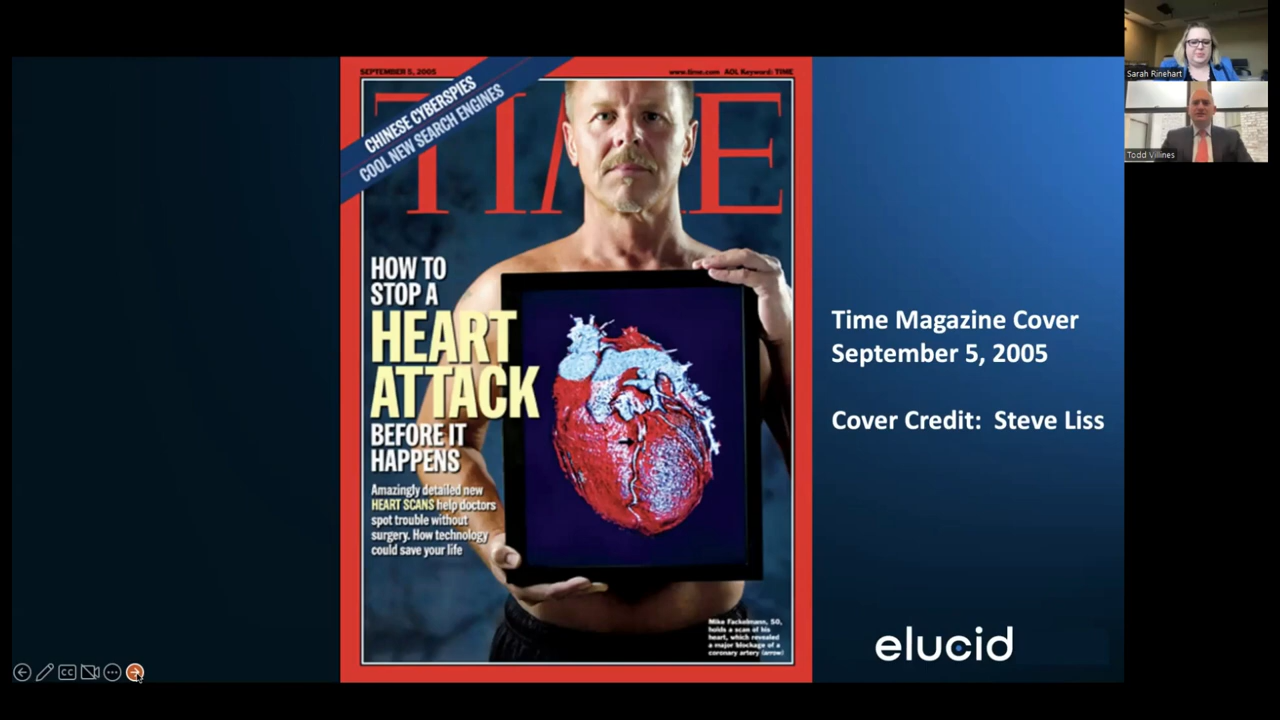 SEPTEMBER 5, 2005
www.time.com AOL Keyword: TIME
CHINESE CYBERSPIES
COOL NEW SEARCH ENGINES
TIME
HOW TO
STOP A
HEART
ATTACK
BEFORE IT
HAPPENS
Amazingly detailed new
HEART SCANS help doctors
spot trouble without
surgery. How technology
could save your life
Mike Fackelmann, 50,
holds a scan of his
heart, which revealed
a major blockage of a
coronary artery (arrow)
Time Magazine Cover
September 5, 2005
Cover Credit: Steve Liss
elucid
Sarah Rinehart
Todd Villines
CC